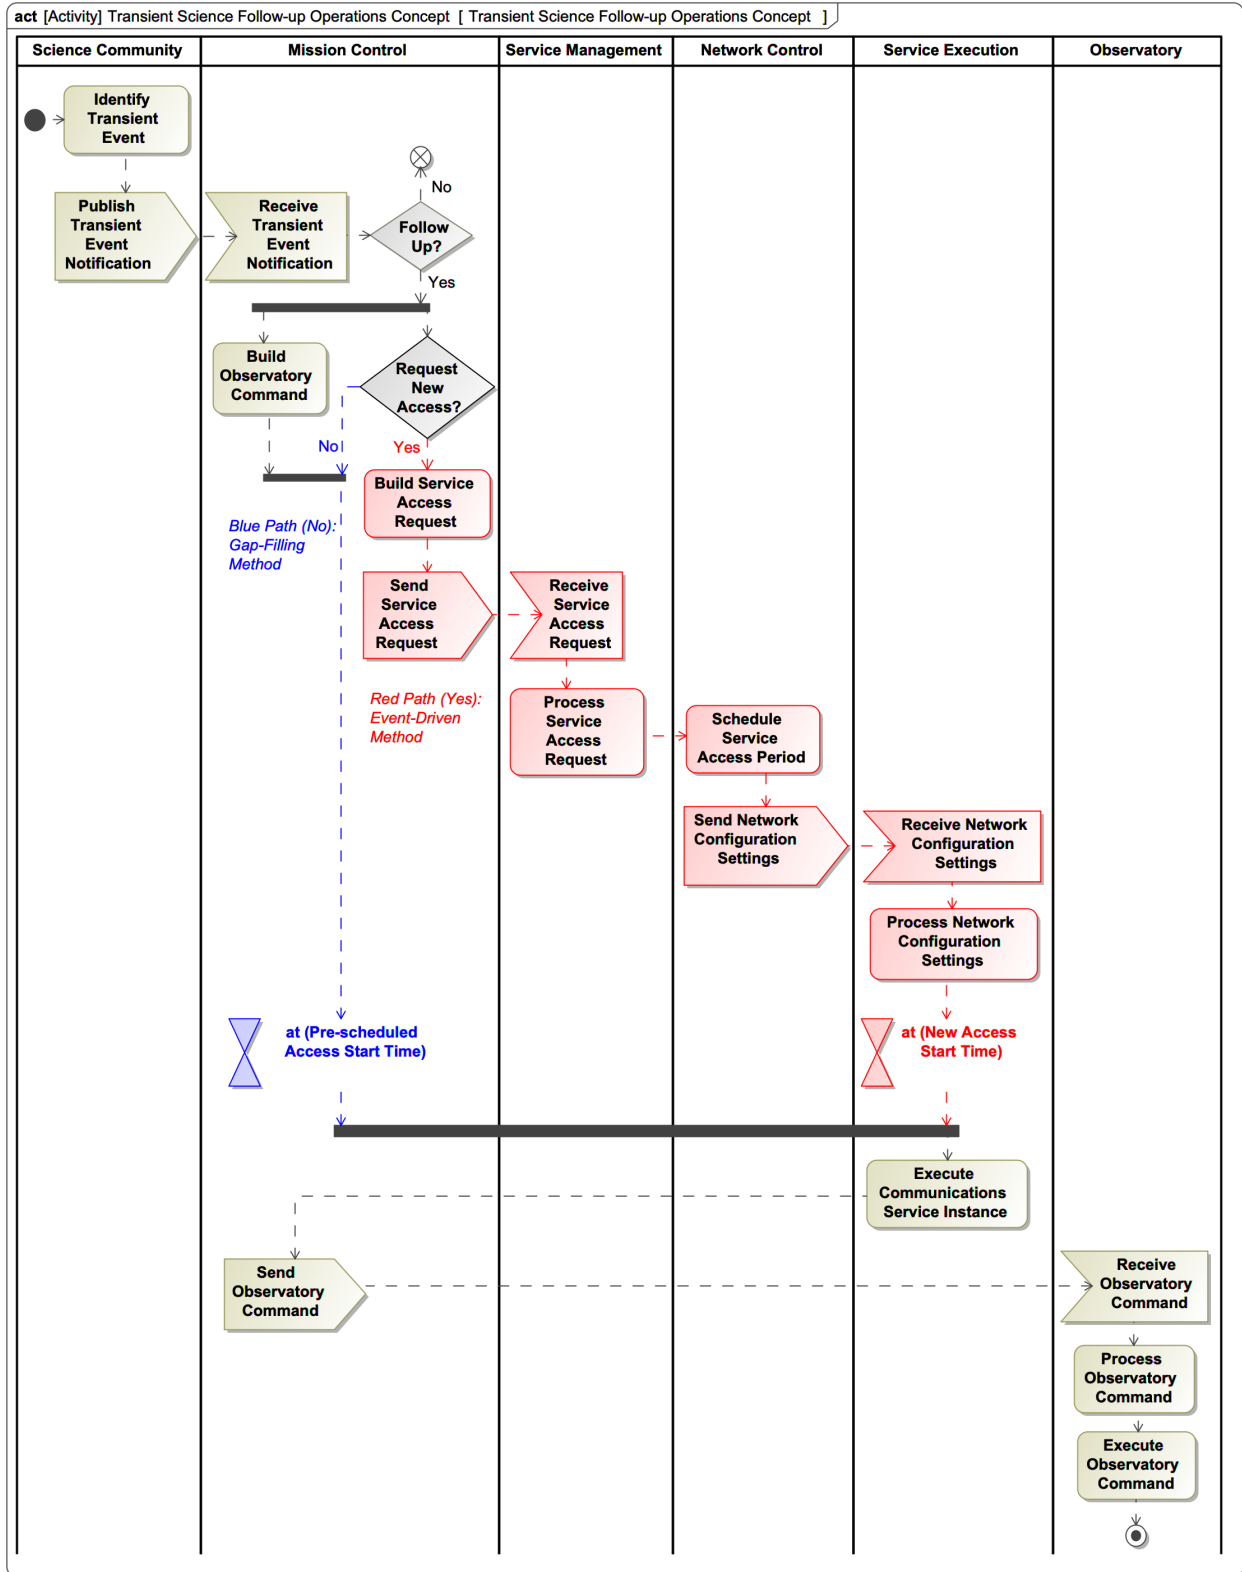 act [Activity] Transient Science Follow-up Operations Concept [ Transient Science Follow-up Operations Concept ]
Science Community
Mission Control
Service Management
Network Control
Service Execution
Observatory
Identify
Transient
Event
No
Publish
Transient
Event
Notification
Receive
Transient
Event
Notification
Follow
Up?
Yes
Build
Observatory
Command
Request
New
Access?
No
Yes
Build Service
Access
Request
Blue Path (No):
Gap-Filling
Method
Send
Service
Access
Request
Receive
Service
Access
Request
Red Path (Yes):
Event-Driven
Method
Process
Service
Access
Request
Schedule
Service
Access Period
Send Network
Configuration
Settings
Receive Network
Configuration
Settings
Process Network
Configuration
Settings
at (Pre-scheduled
Access Start Time)
at (New Access
Start Time)
Execute
Communications
Service Instance
Send
Observatory
Command
Receive
Observatory
Command
Process
Observatory
Command
Execute
Observatory
Command